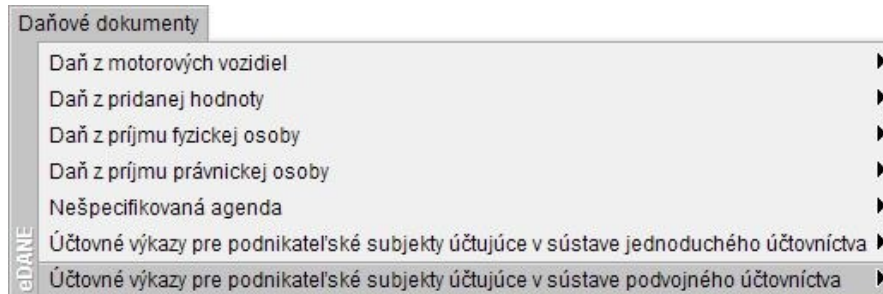 Daňové dokumenty
Daň z motorových vozidiel
Daň z pridanej hodnoty
Daň z príjmu fyzickej osoby
Daň z príjmu právnickej osoby
Nešpecifikovaná agenda
Účtovné výkazy pre podnikateľské subjekty účtujúce v sústave jednoduchého účtovníctva
Účtovné výkazy pre podnikateľské subjekty účtujúce v sústave podvojného účtovníctva
eDANE